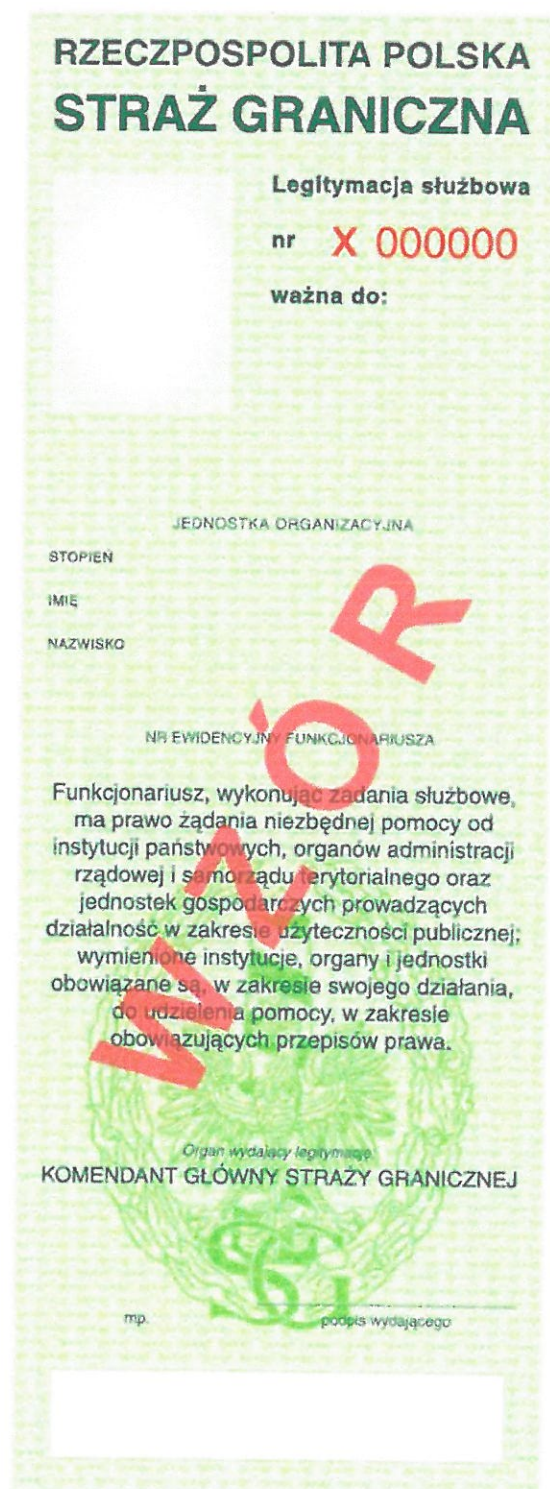 RZECZPOSPOLITA POLSKA
STRAŻ GRANICZNA
Legitymacja służbowa
nr X 000000
ważna do:
JEDNOSTKA ORGANIZACYJNA
STOPIEŃ
IMIĘ
NAZWISKO
NR EWIDENCYJNY FUNKCJONARIUSZA
Funkcjonariusz, wykonując zadania służbowe,
ma prawo żądania niezbędnej pomocy od
instytucji państwowych, organów administracji
rządowej i samorządu terytorialnego oraz
jednostek gospodarczych prowadzących
działalność w zakresie użyteczności publicznej;
wymienione instytucje, organy i jednostki
obowiązane są, w zakresie swojego działania,
do udzielenia pomocy, w zakresie
obowiązujących przepisów prawa.
WZÓR
Organ wydający legitymację
KOMENDANT GŁÓWNY STRAŻY GRANICZNEJ
SG
mp.
podpis wydającego